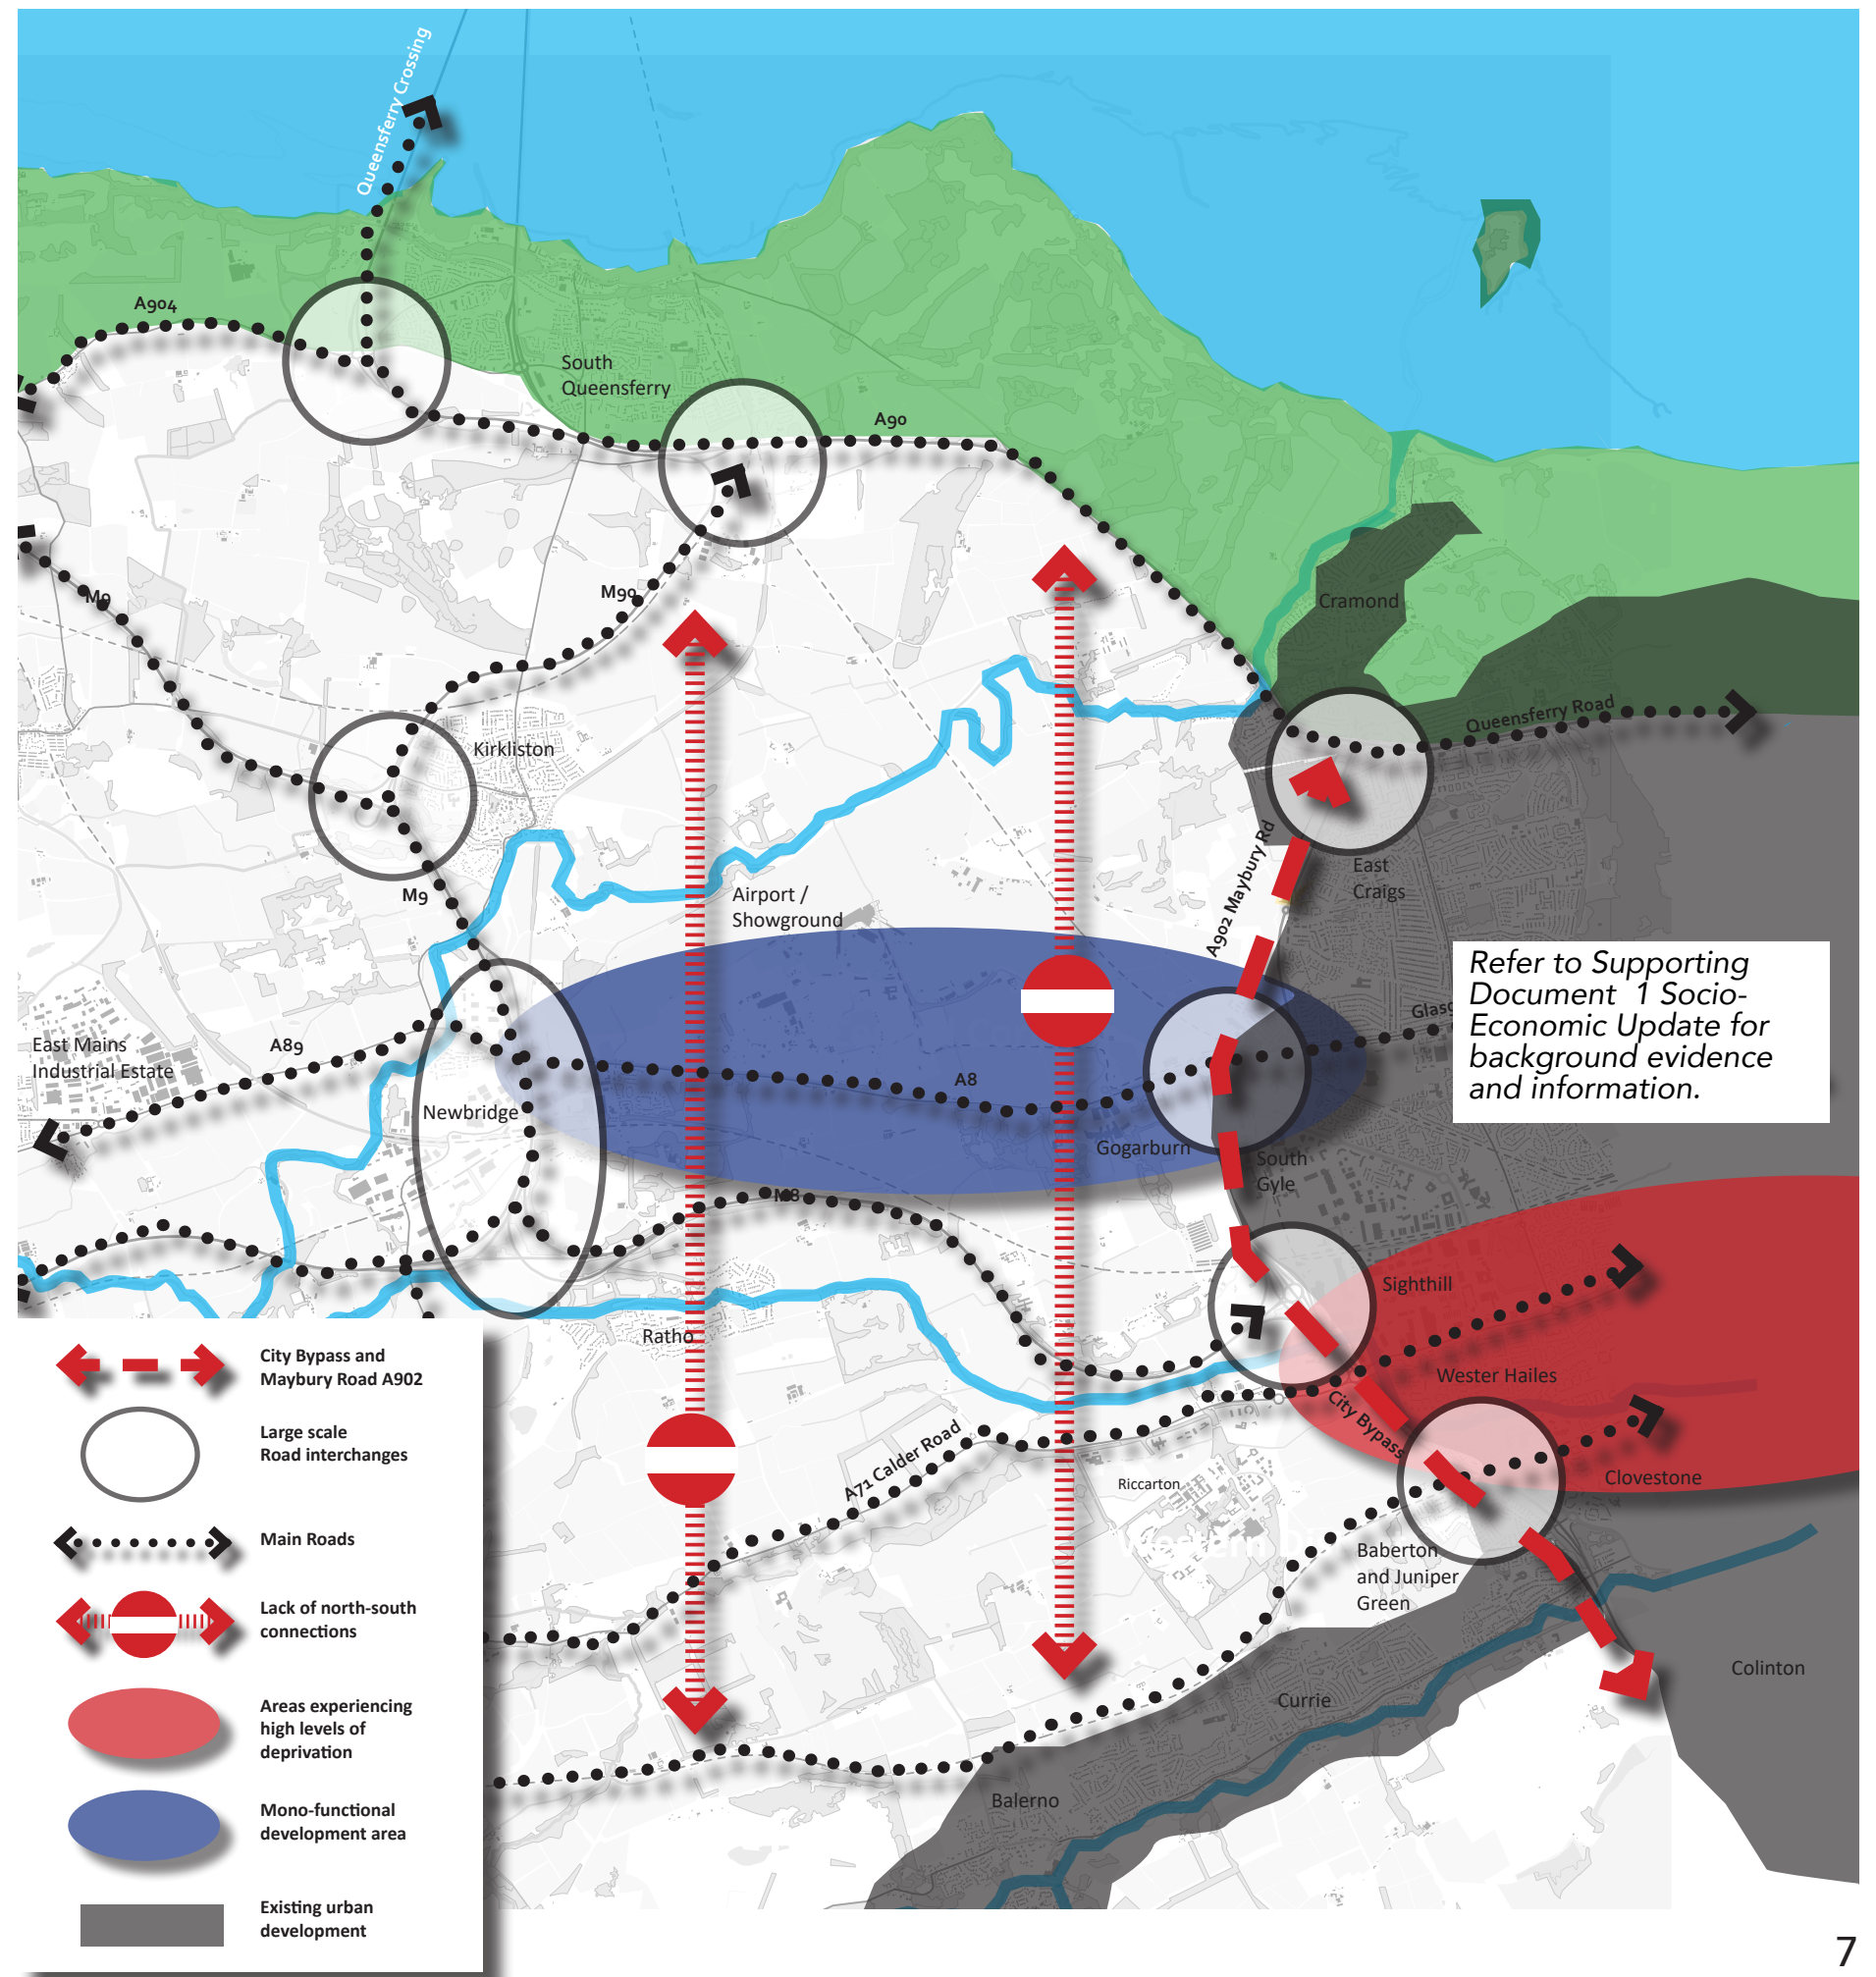 Queensferry Crossing
A904
South
Queensferry
A90
M9
M90
Cramond
Queensferry Road
Kirkliston
A902 Maybury Rd
East
Craigs
M9
Airport /
Showground
Refer to Supporting
Document 1 Socio-
Economic Update for
background evidence
and information.
East Mains
Industrial Estate
A89
A8
Newbridge
Gogarburn
South
Gyle
M8
Sighthill
Ratho
Wester Hailes
City Bypass
A71 Calder Road
Riccarton
Clovestone
Western
Baberton
and Juniper
Green
Colinton
Currie
Balerno
City Bypass and
Maybury Road A902
Large scale
Road interchanges
Main Roads
Lack of north-south
connections
Areas experiencing
high levels of
deprivation
Mono-functional
development area
Existing urban
development
7